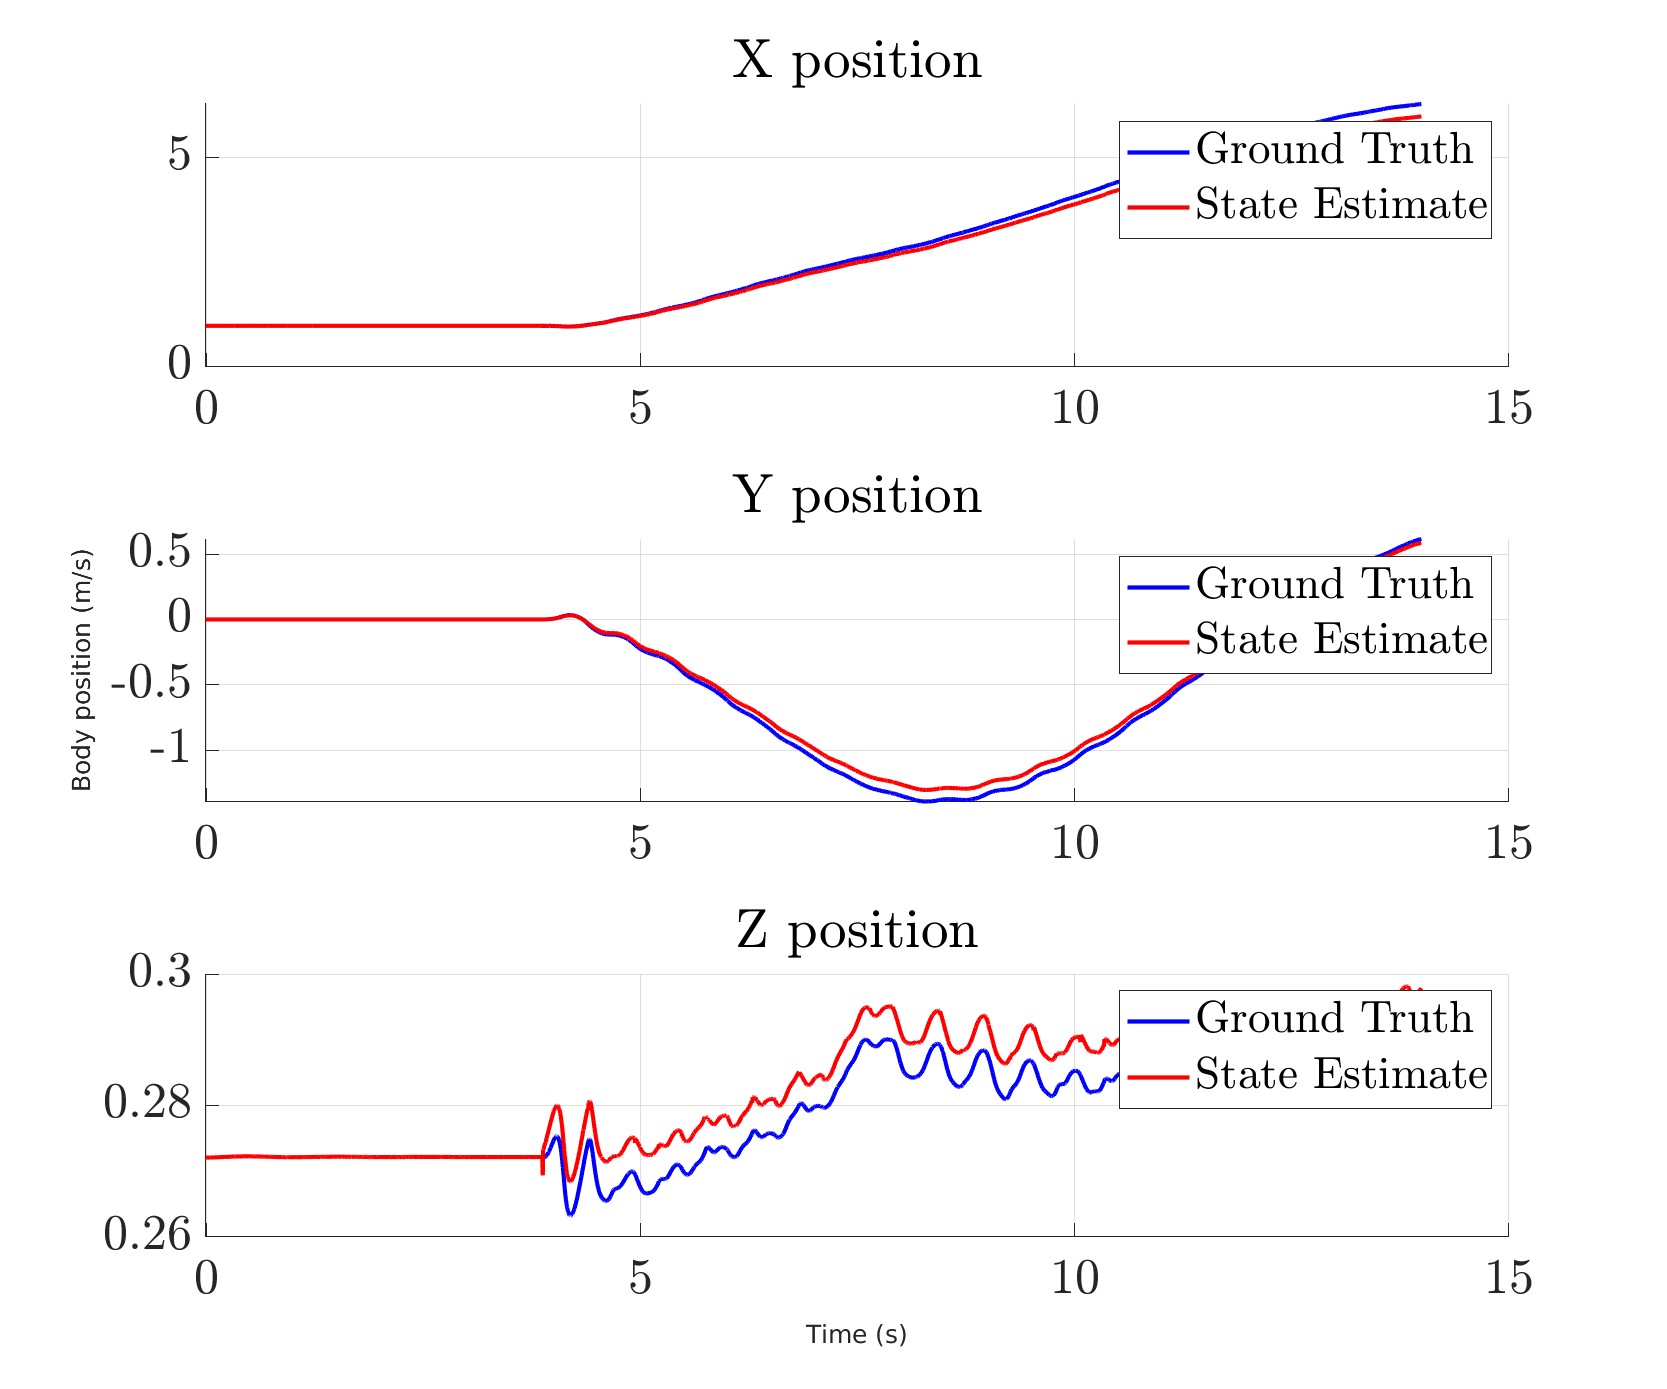 X position
5
0
0 5 10 15
Ground Truth
State Estimate
Y position
Body position (m/s)
0.5
0
-0.5
-1
0 5 10 15
Ground Truth
State Estimate
Z position
0.3
0.28
0.26
0 5 10 15
Ground Truth
State Estimate
Time (s)